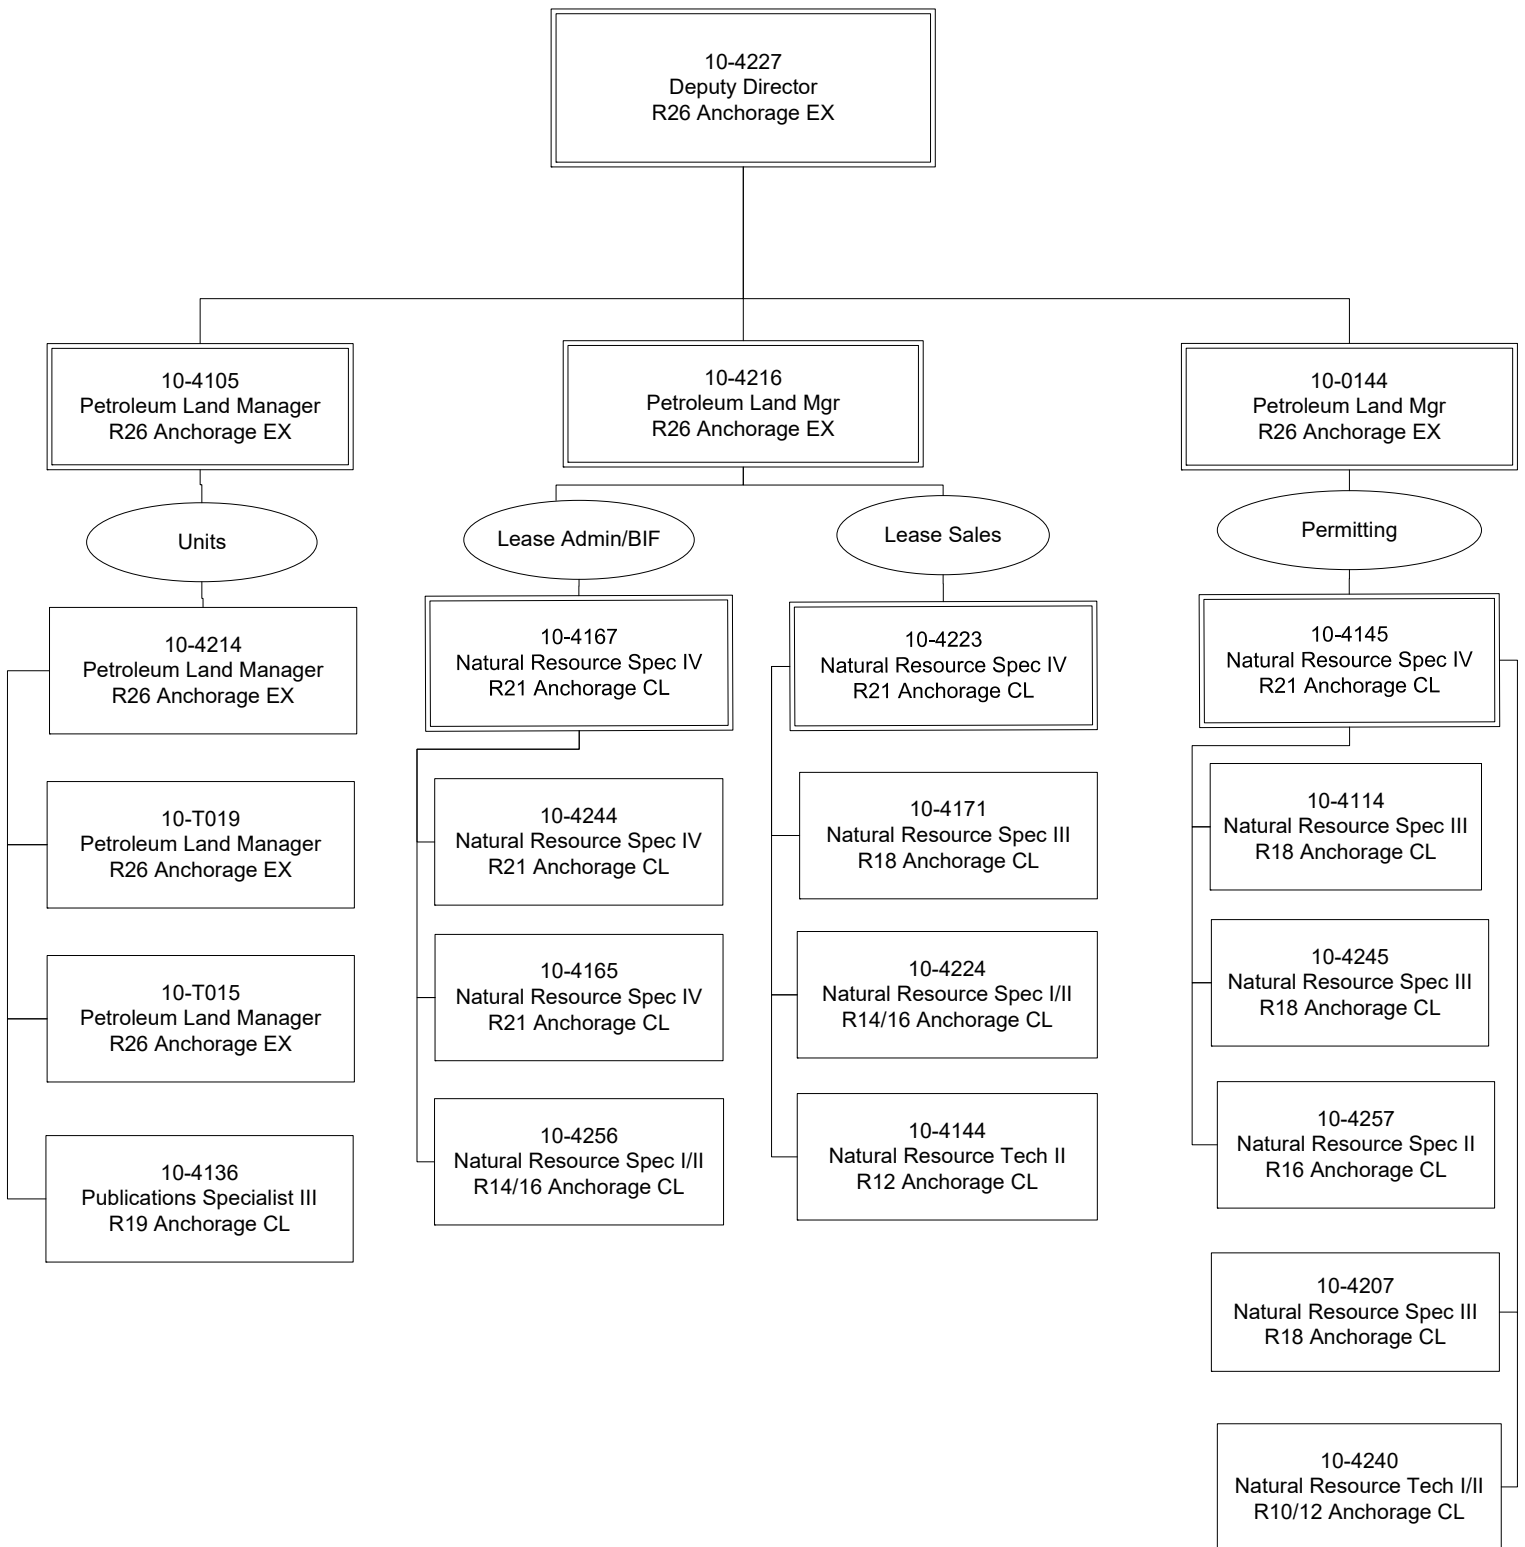 10-4227
Deputy Director
R26 Anchorage EX
10-4105
Petroleum Land Manager
R26 Anchorage EX
10-4216
Petroleum Land Mgr
R26 Anchorage EX
10-0144
Petroleum Land Mgr
R26 Anchorage EX
Units
Lease Admin/BIF
Lease Sales
Permitting
10-4214
Petroleum Land Manager
R26 Anchorage EX
10-4167
Natural Resource Spec IV
R21 Anchorage CL
10-4223
Natural Resource Spec IV
R21 Anchorage CL
10-4145
Natural Resource Spec IV
R21 Anchorage CL
10-T019
Petroleum Land Manager
R26 Anchorage EX
10-4244
Natural Resource Spec IV
R21 Anchorage CL
10-4171
Natural Resource Spec III
R18 Anchorage CL
10-4114
Natural Resource Spec III
R18 Anchorage CL
10-T015
Petroleum Land Manager
R26 Anchorage EX
10-4165
Natural Resource Spec IV
R21 Anchorage CL
10-4224
Natural Resource Spec I/II
R14/16 Anchorage CL
10-4245
Natural Resource Spec III
R18 Anchorage CL
10-4136
Publications Specialist III
R19 Anchorage CL
10-4256
Natural Resource Spec I/II
R14/16 Anchorage CL
10-4144
Natural Resource Tech II
R12 Anchorage CL
10-4257
Natural Resource Spec II
R16 Anchorage CL
10-4207
Natural Resource Spec III
R18 Anchorage CL
10-4240
Natural Resource Tech I/II
R10/12 Anchorage CL